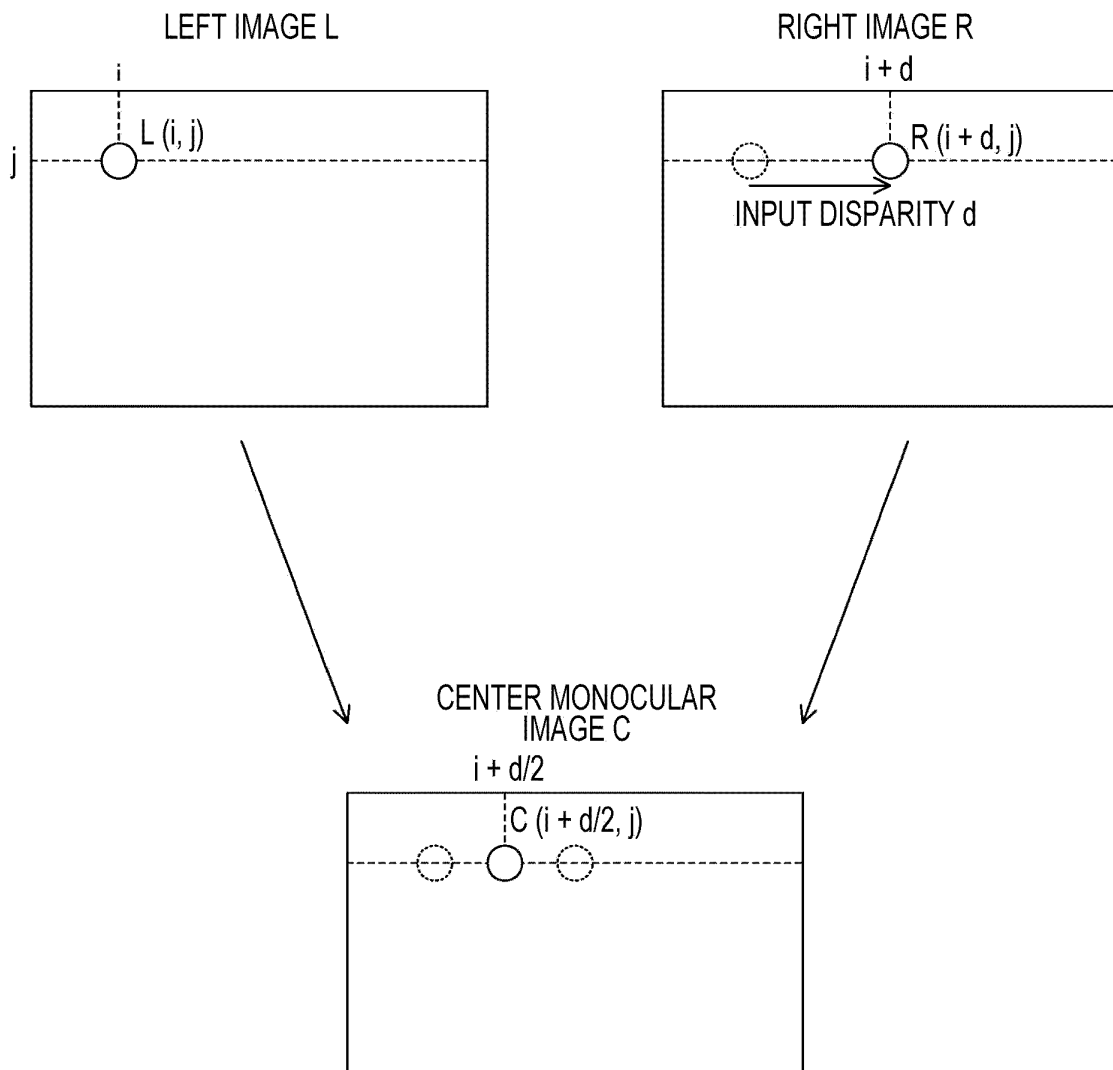 LEFT IMAGE L
RIGHT IMAGE R
i
i + d
L (i, j)
R (i + d, j)
j
INPUT DISPARITY d
CENTER MONOCULAR
IMAGE C
i + d/2
C (i + d/2, j)